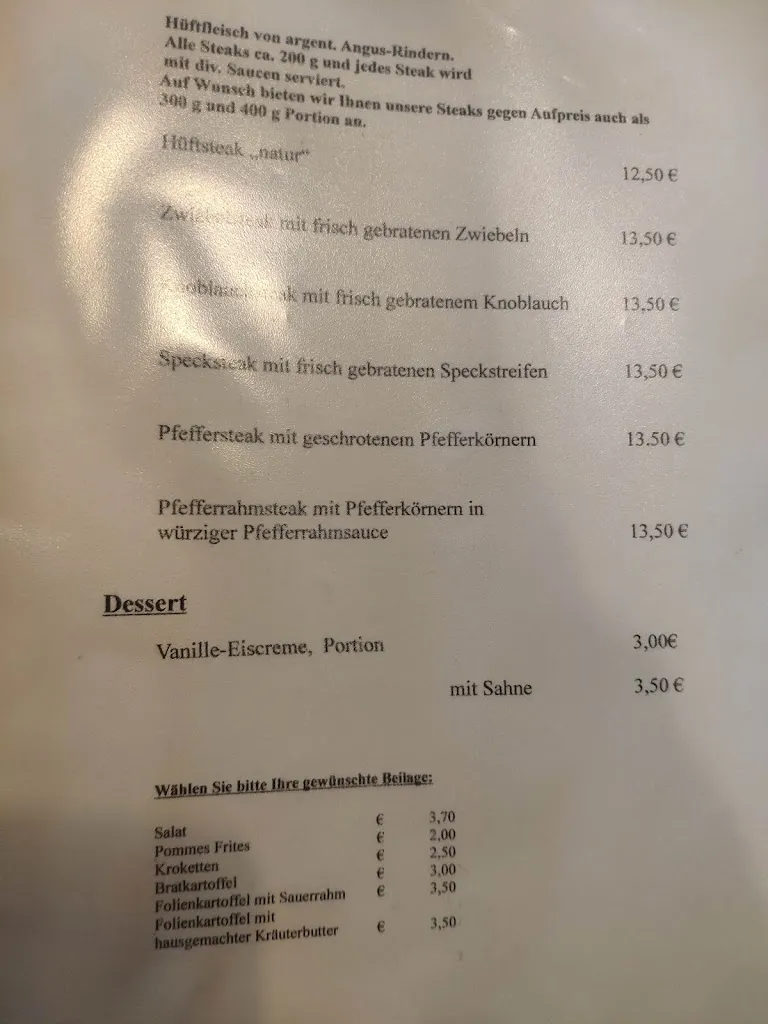 Hüftfleisch von argent. Angus-Rindern.
Alle Steaks ca. 200 g und jedes Steak wird
mit div. Saucen serviert.
Auf Wunsch bieten wir Ihnen unsere Steaks gegen Aufpreis auch als
300 g und 400 g Portion an.
Hüftsteak „natur“ 12,50 €
Zwiebelsteak mit frisch gebratenen Zwiebeln 13,50 €
Knoblauchsteak mit frisch gebratenem Knoblauch 13,50 €
Specksteak mit frisch gebratenen Speckstreifen 13,50 €
Pfeffersteak mit geschrotenem Pfefferkörnern 13.50 €
Pfefferrahmsteak mit Pfefferkörnern in
würziger Pfefferrahmsauce 13,50 €
Dessert
Vanille-Eiscreme, Portion 3,00€
mit Sahne 3,50 €
Wählen Sie bitte Ihre gewünschte Beilage:
Salat € 3,70
Pommes Frites € 2,00
Kroketten € 2,50
Bratkartoffel € 3,00
Folienkartoffel mit Sauerrahm € 3,50
Folienkartoffel mit
hausgemachter Kräuterbutter € 3,50